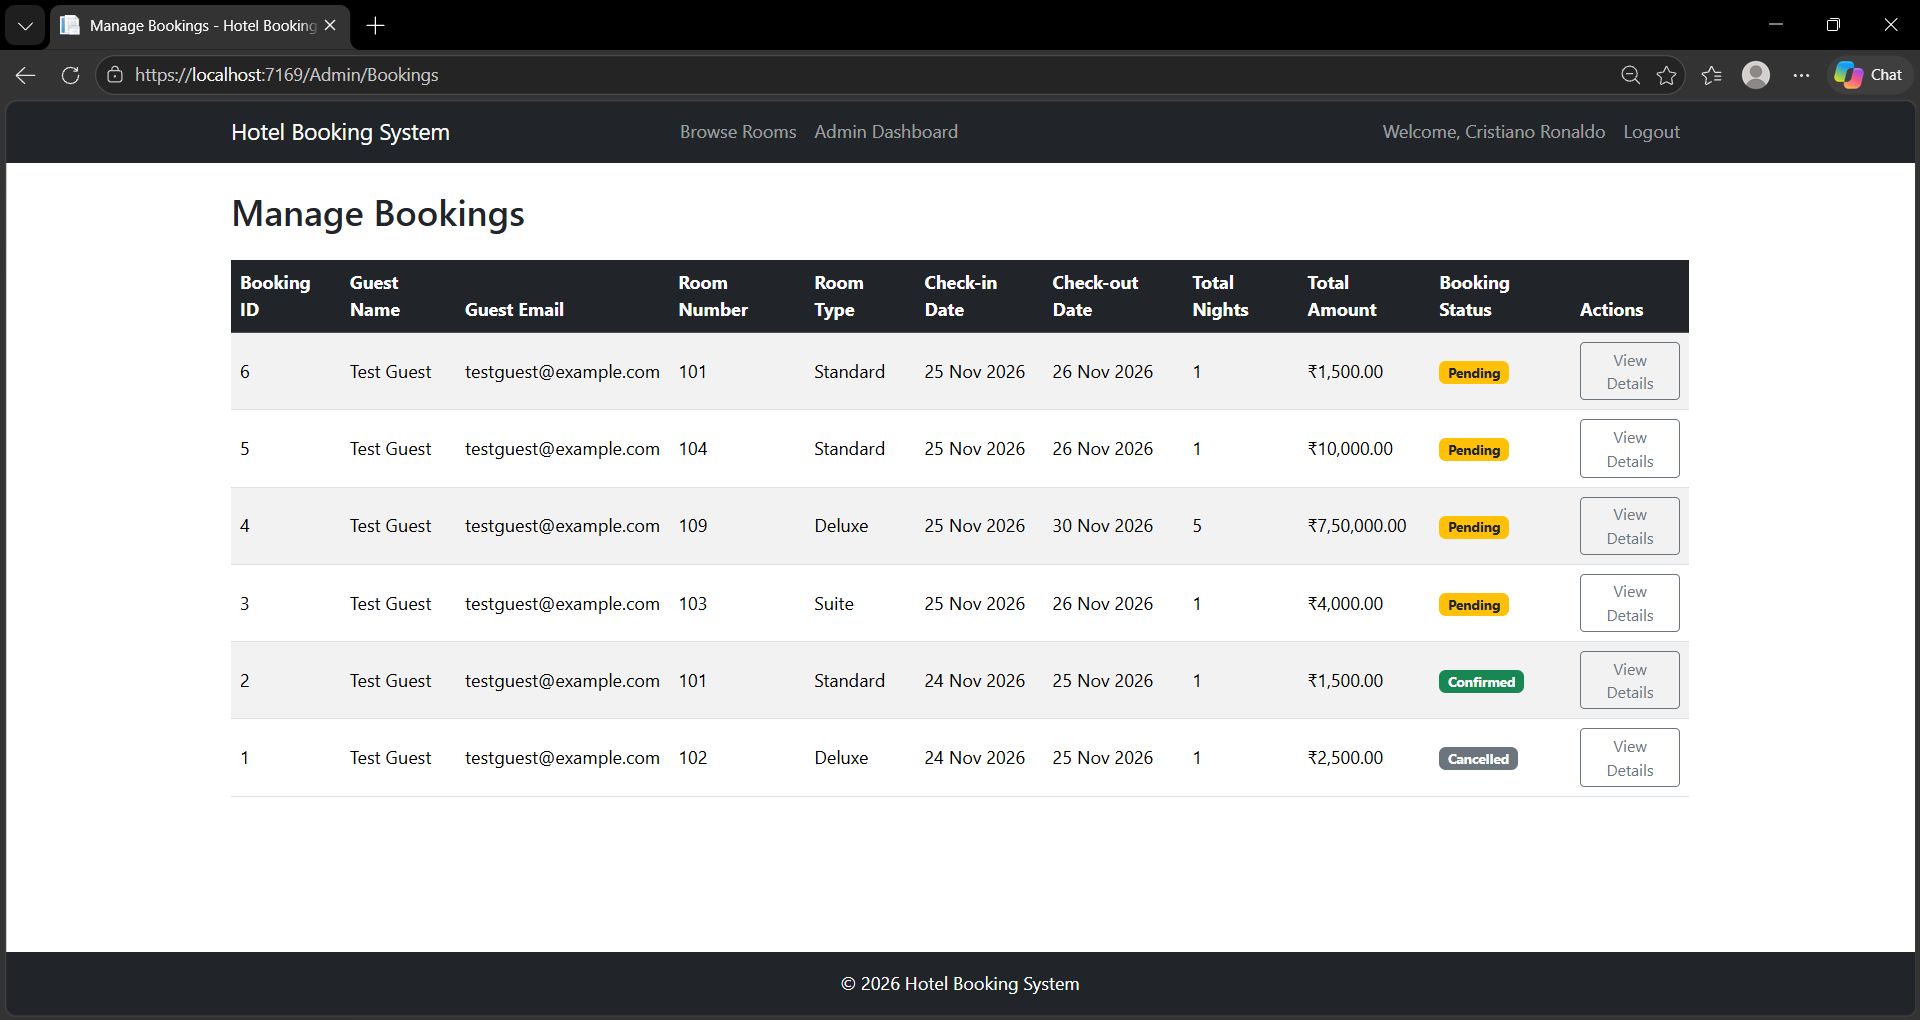 Manage Bookings - Hotel Booking
https://localhost:7169/Admin/Bookings
Chat
Hotel Booking System Browse Rooms Admin Dashboard Welcome, Cristiano Ronaldo Logout
Manage Bookings
Booking ID Guest Name Guest Email Room Number Room Type Check-in Date Check-out Date Total Nights Total Amount Booking Status Actions
6 Test Guest testguest@example.com 101 Standard 25 Nov 2026 26 Nov 2026 1 ₹1,500.00 Pending View Details
5 Test Guest testguest@example.com 104 Standard 25 Nov 2026 26 Nov 2026 1 ₹10,000.00 Pending View Details
4 Test Guest testguest@example.com 109 Deluxe 25 Nov 2026 30 Nov 2026 5 ₹7,50,000.00 Pending View Details
3 Test Guest testguest@example.com 103 Suite 25 Nov 2026 26 Nov 2026 1 ₹4,000.00 Pending View Details
2 Test Guest testguest@example.com 101 Standard 24 Nov 2026 25 Nov 2026 1 ₹1,500.00 Confirmed View Details
1 Test Guest testguest@example.com 102 Deluxe 24 Nov 2026 25 Nov 2026 1 ₹2,500.00 Cancelled View Details
© 2026 Hotel Booking System